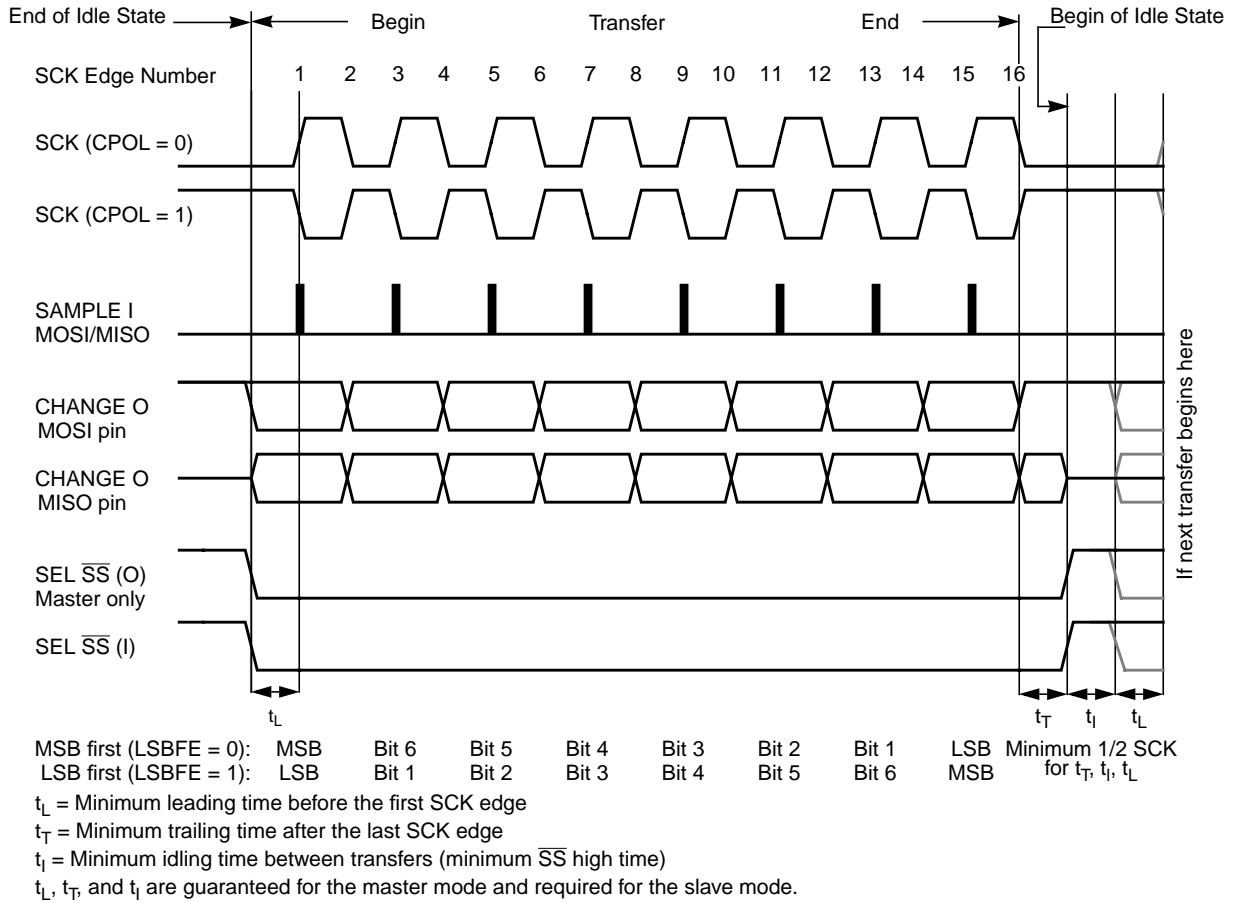 End of Idle State
Begin
Transfer
End
Begin of Idle State
SCK Edge Number
1 2 3 4 5 6 7 8 9 10 11 12 13 14 15 16
SCK (CPOL = 0)
SCK (CPOL = 1)
SAMPLE I
MOSI/MISO
CHANGE O
MOSI pin
CHANGE O
MISO pin
SEL S̅S̅ (O)
Master only
SEL S̅S̅ (I)
If next transfer begins here
tL
tT tI tL
MSB first (LSBFE = 0): MSB Bit 6 Bit 5 Bit 4 Bit 3 Bit 2 Bit 1 LSB
LSB first (LSBFE = 1): LSB Bit 1 Bit 2 Bit 3 Bit 4 Bit 5 Bit 6 MSB
Minimum 1/2 SCK
for tT, tI, tL
tL = Minimum leading time before the first SCK edge
tT = Minimum trailing time after the last SCK edge
tI = Minimum idling time between transfers (minimum S̅S̅ high time)
tL, tT, and tI are guaranteed for the master mode and required for the slave mode.